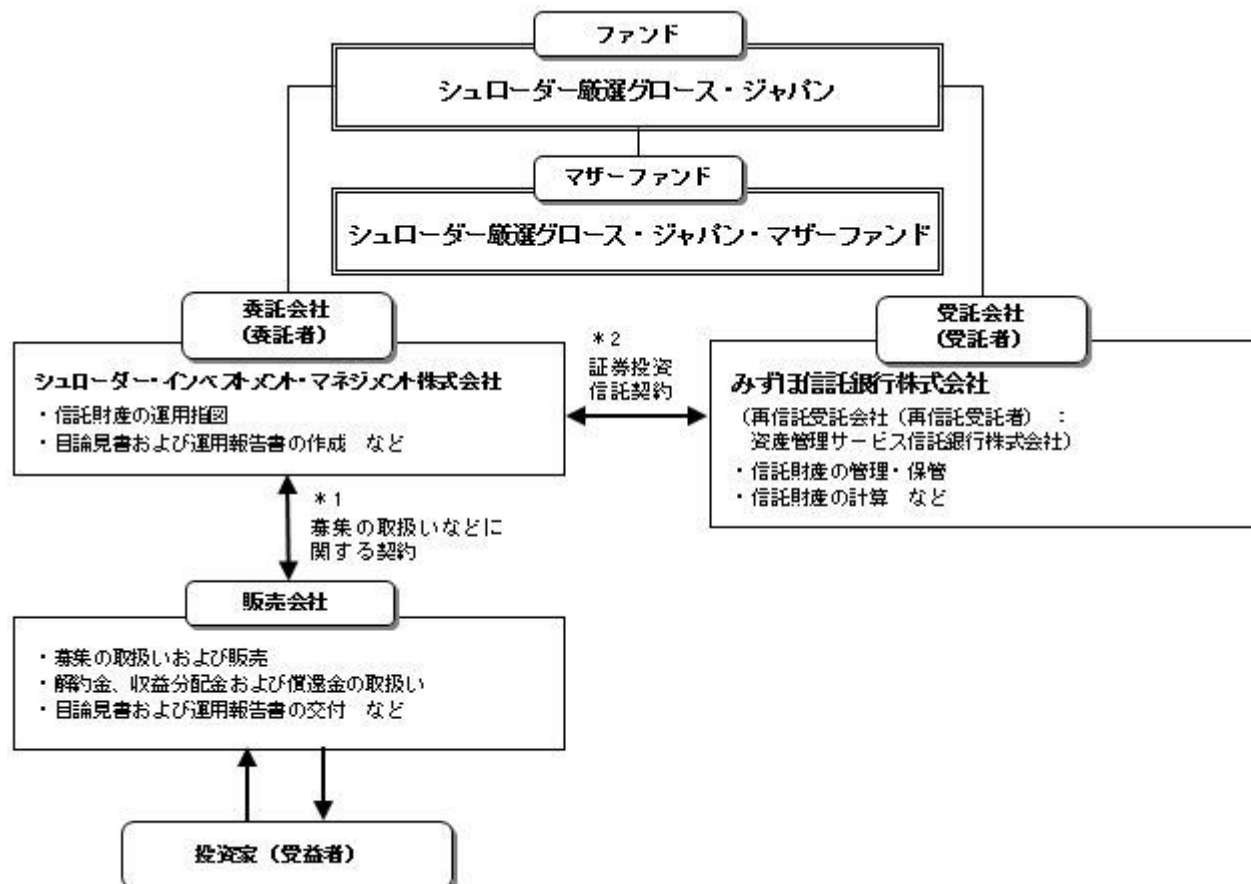 ファンド
シュローダー厳選グロース・ジャパン
マザーファンド
シュローダー厳選グロース・ジャパン・マザーファンド
委託会社
（委託者）
シュローダー・インベストメント・マネジメント株式会社
・信託財産の運用指図
・目論見書および運用報告書の作成　など
＊２
証券投資
信託契約
受託会社
（受託者）
みずほ信託銀行株式会社
（再信託受託会社（再信託受託者）　：
資産管理サービス信託銀行株式会社）
・信託財産の管理・保管
・信託財産の計算　など
＊１
募集の取扱いなどに
関する契約
販売会社
・募集の取扱いおよび販売
・解約金、収益分配金および償還金の取扱い
・目論見書および運用報告書の交付　など
投資家（受益者）